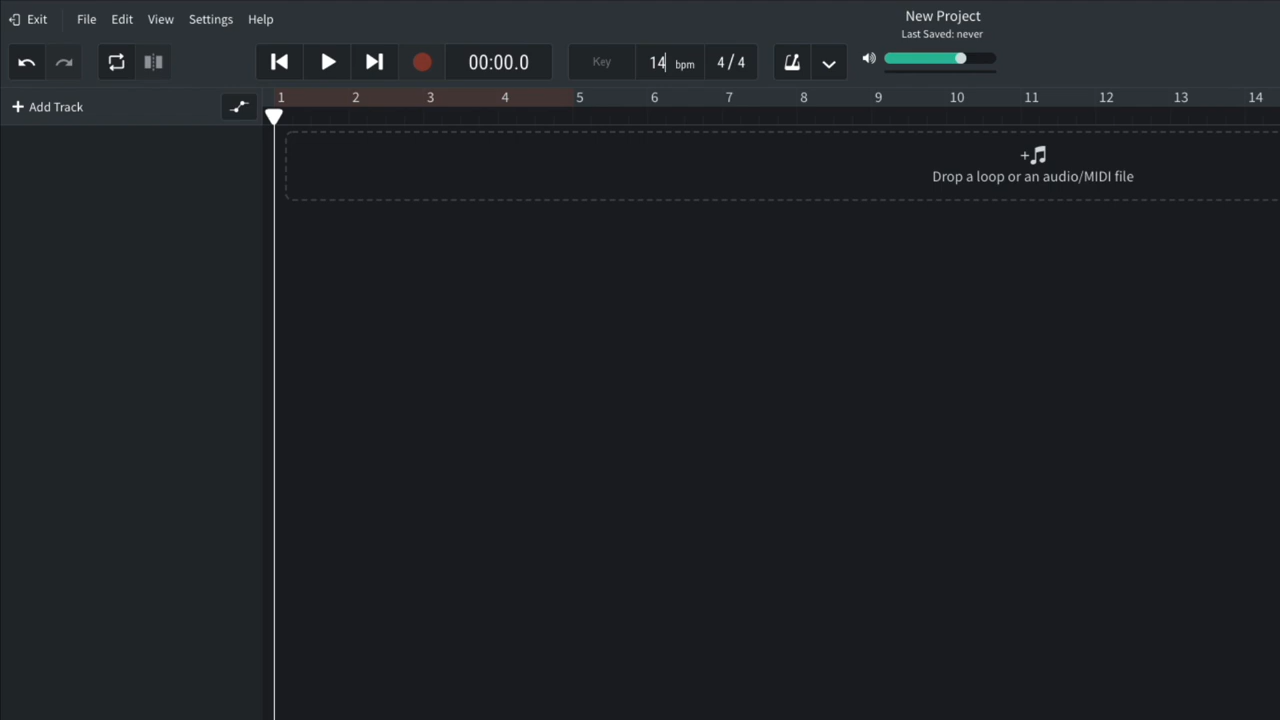 Exit File Edit View Settings Help
New Project
Last Saved: never
00:00.0 Key 14 bpm 4 / 4
+ Add Track
1 2 3 4 5 6 7 8 9 10 11 12 13 14
Drop a loop or an audio/MIDI file